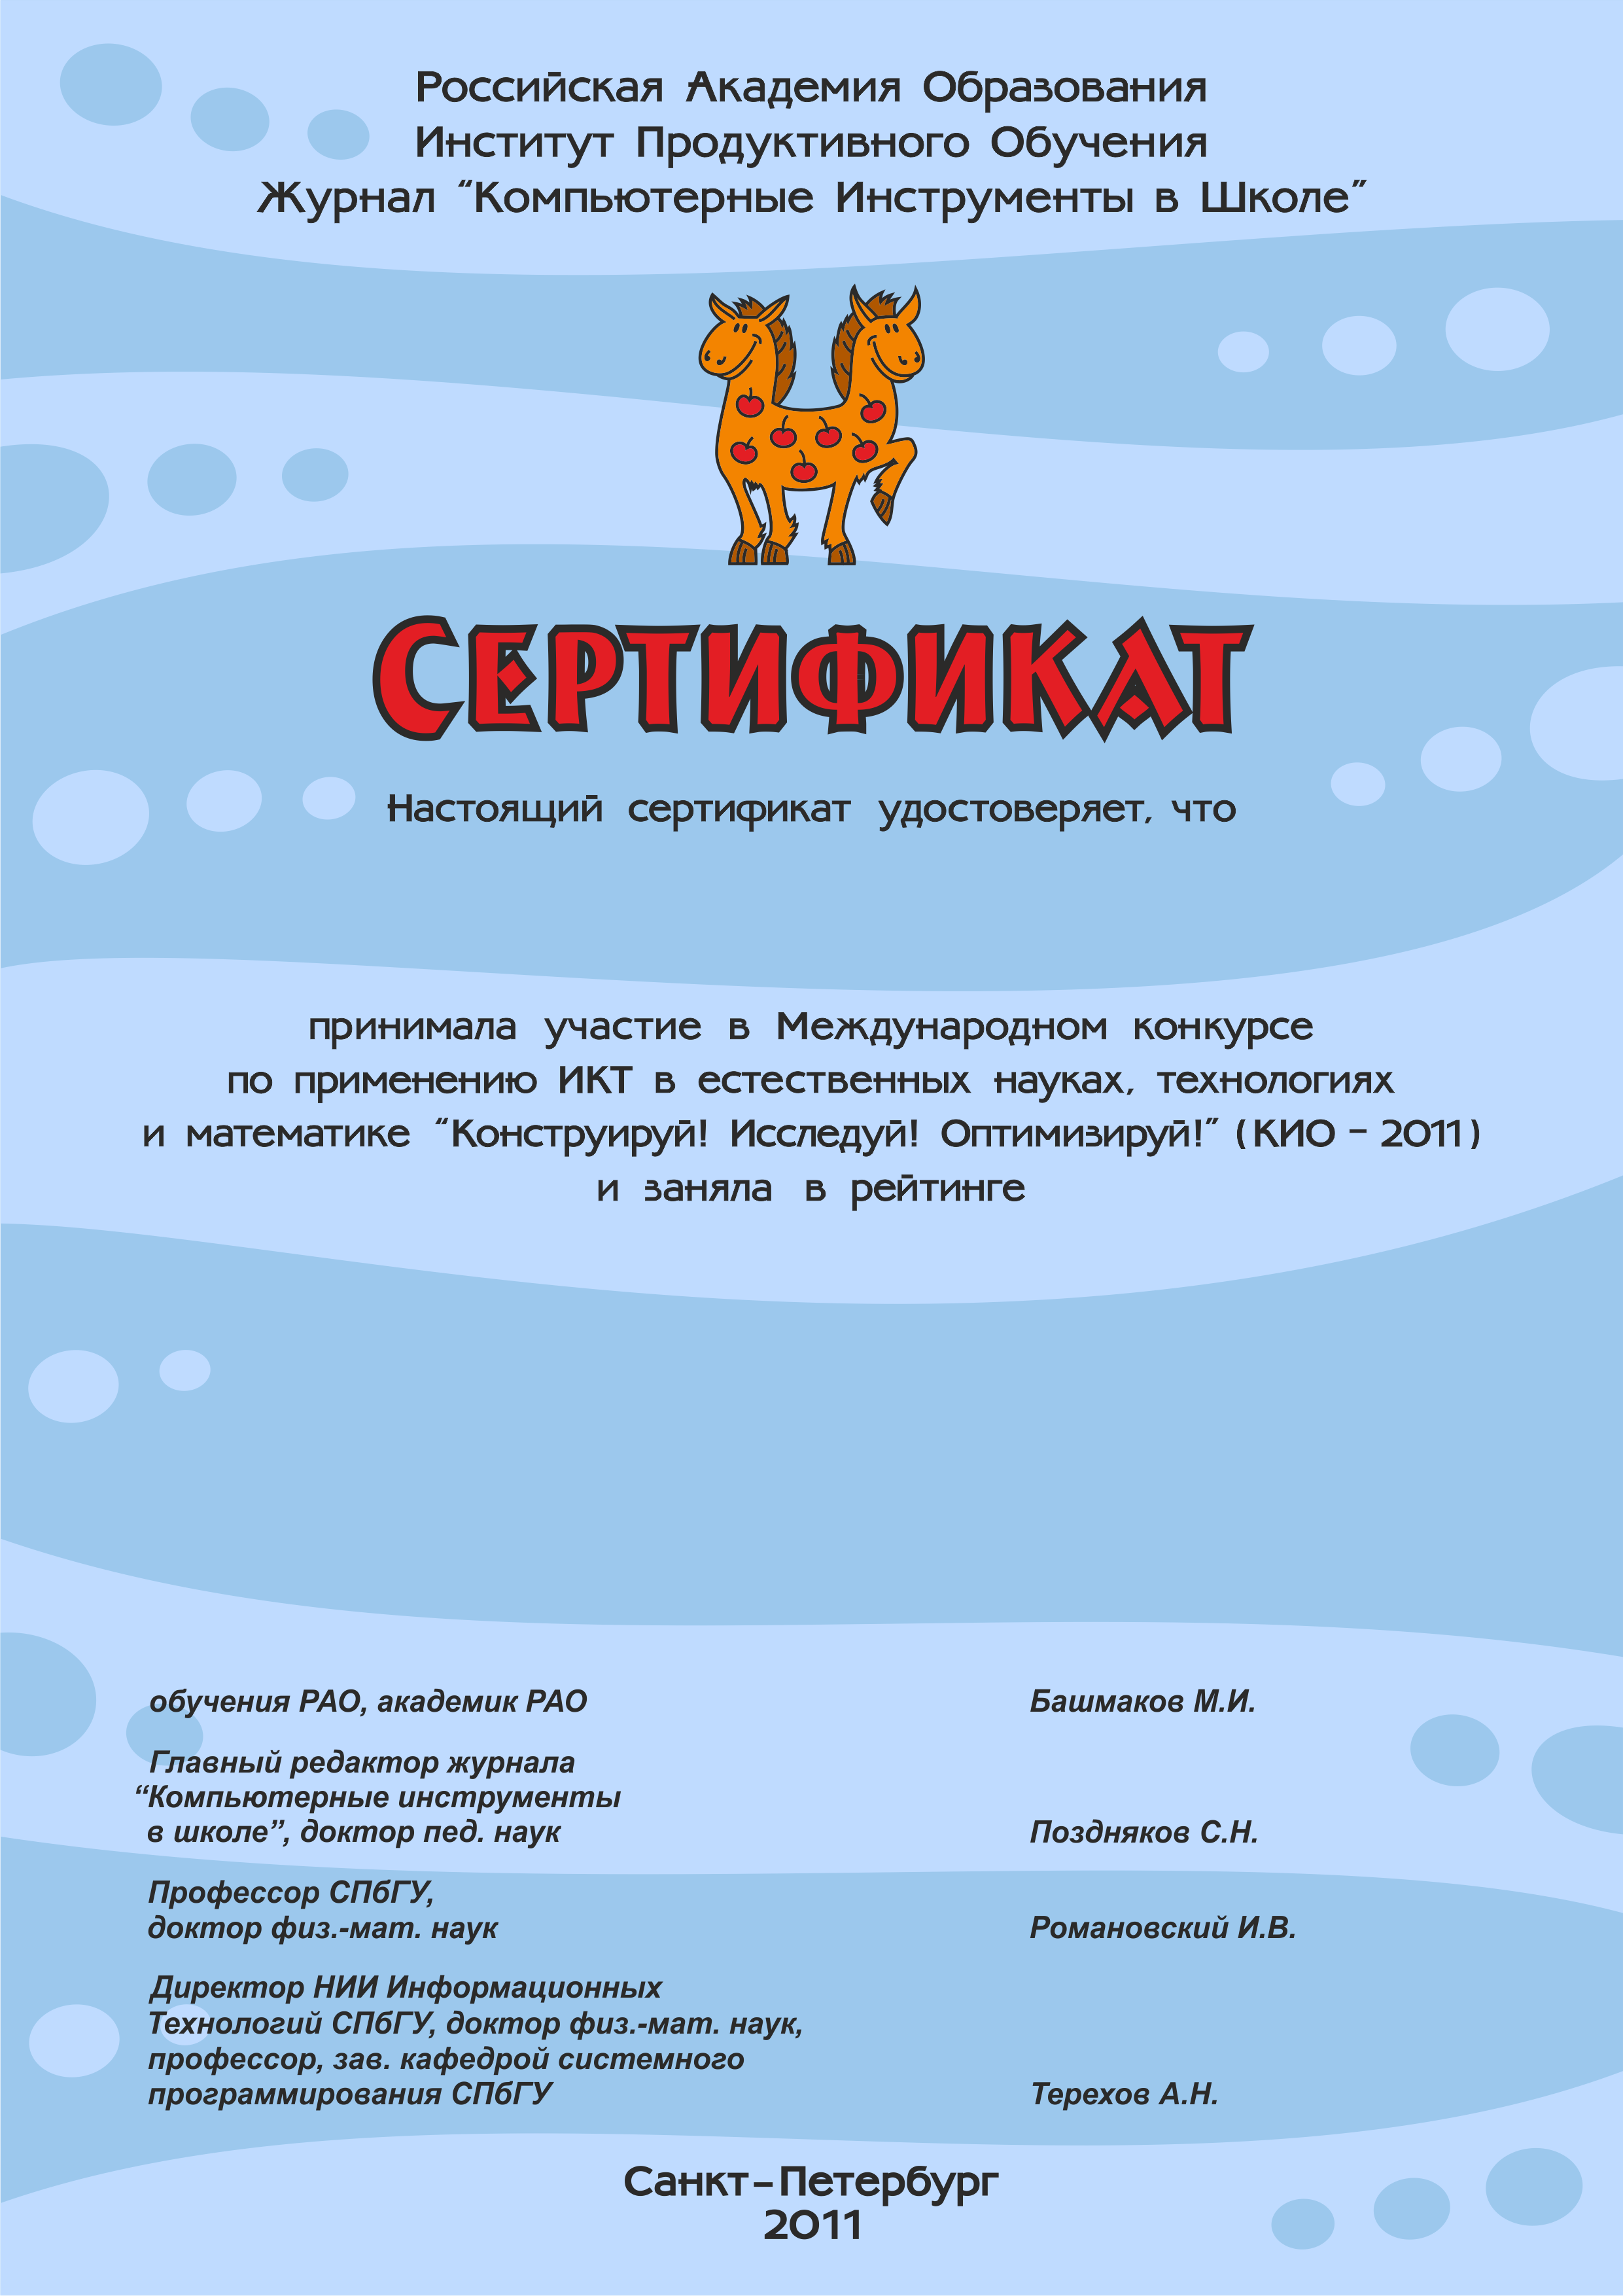 Российская Академия Образования
Институт Продуктивного Обучения
Журнал “Компьютерные Инструменты в Школе”
Сертификат
Настоящий сертификат удостоверяет, что
принимала участие в Международном конкурсе
по применению ИКТ в естественных науках, технологиях
и математике “Конструируй! Исследуй! Оптимизируй!” (КИО - 2011)
и заняла в рейтинге
обучения РАО, академик РАО Башмаков М.И.
Главный редактор журнала
“Компьютерные инструменты
в школе”, доктор пед. наук Поздняков С.Н.
Профессор СПбГУ,
доктор физ.-мат. наук Романовский И.В.
Директор НИИ Информационных
Технологий СПбГУ, доктор физ.-мат. наук,
профессор, зав. кафедрой системного
программирования СПбГУ Терехов А.Н.
Санкт-Петербург
2011